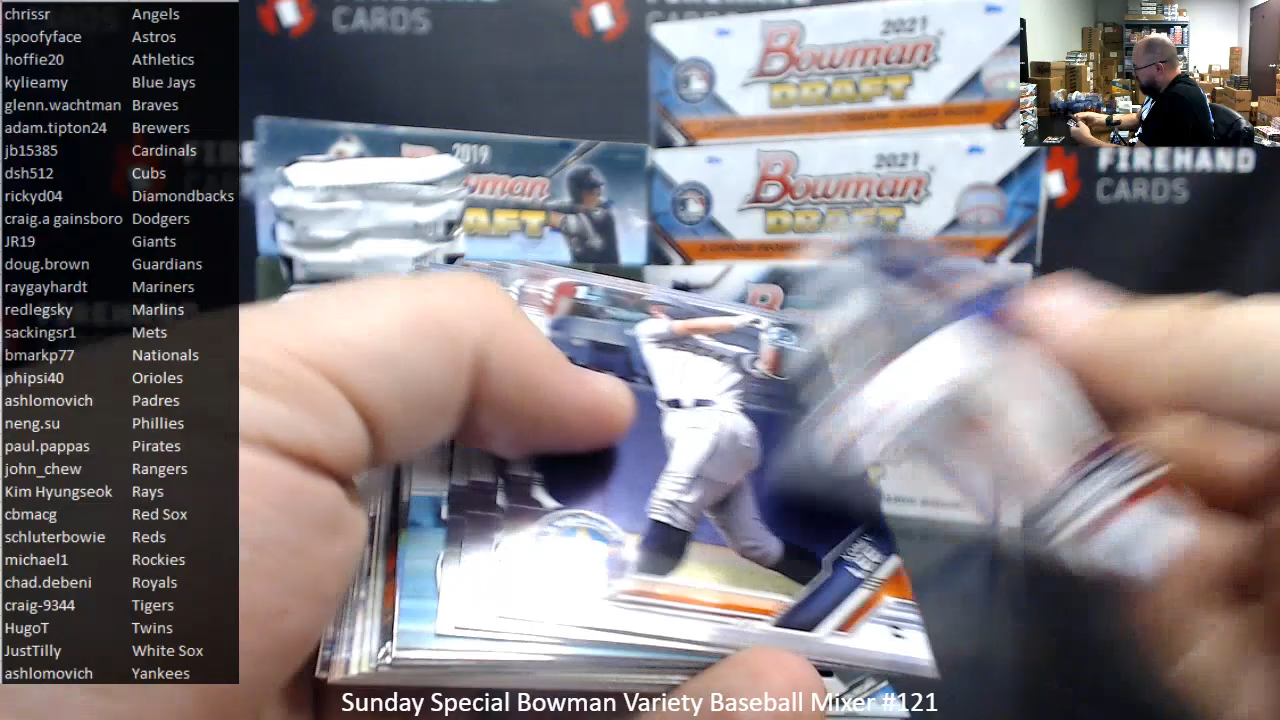 chrissr Angels
spoofyface Astros
hoffie20 Athletics
kylieamy Blue Jays
glenn.wachtman Braves
adam.tipton24 Brewers
jb15385 Cardinals
dsh512 Cubs
rickyd04 Diamondbacks
craig.a gainsboro Dodgers
JR19 Giants
doug.brown Guardians
raygayhardt Mariners
redlegsky Marlins
sackingsr1 Mets
bmarkp77 Nationals
phipsi40 Orioles
ashlomovich Padres
neng.su Phillies
paul.pappas Pirates
john_chew Rangers
Kim Hyungseok Rays
cbmacg Red Sox
schluterbowie Reds
michael1 Rockies
chad.debeni Royals
craig-9344 Tigers
HugoT Twins
JustTilly White Sox
ashlomovich Yankees
CARDS
CARDS
2021
Bowman
DRAFT
2019
wman
AFT
2021
Bowman
DRAFT
FIREHAND
CARDS
Sunday Special Bowman Variety Baseball Mixer #121